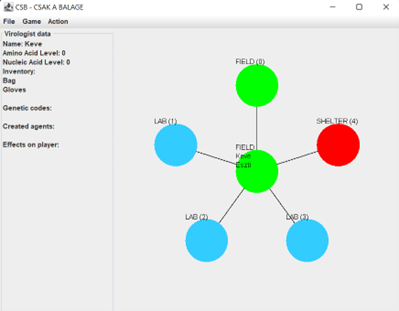 CSB - CSAK A BALAGE
File Game Action
Virologist data
Name: Keve
Amino Acid Level: 0
Nucleic Acid Level: 0
Inventory:
Bag
Gloves
Genetic codes:
Created agents:
Effects on player:
FIELD (0)
LAB (1)
SHELTER (4)
FIELD
Keve
LAB (2)
LAB (3)